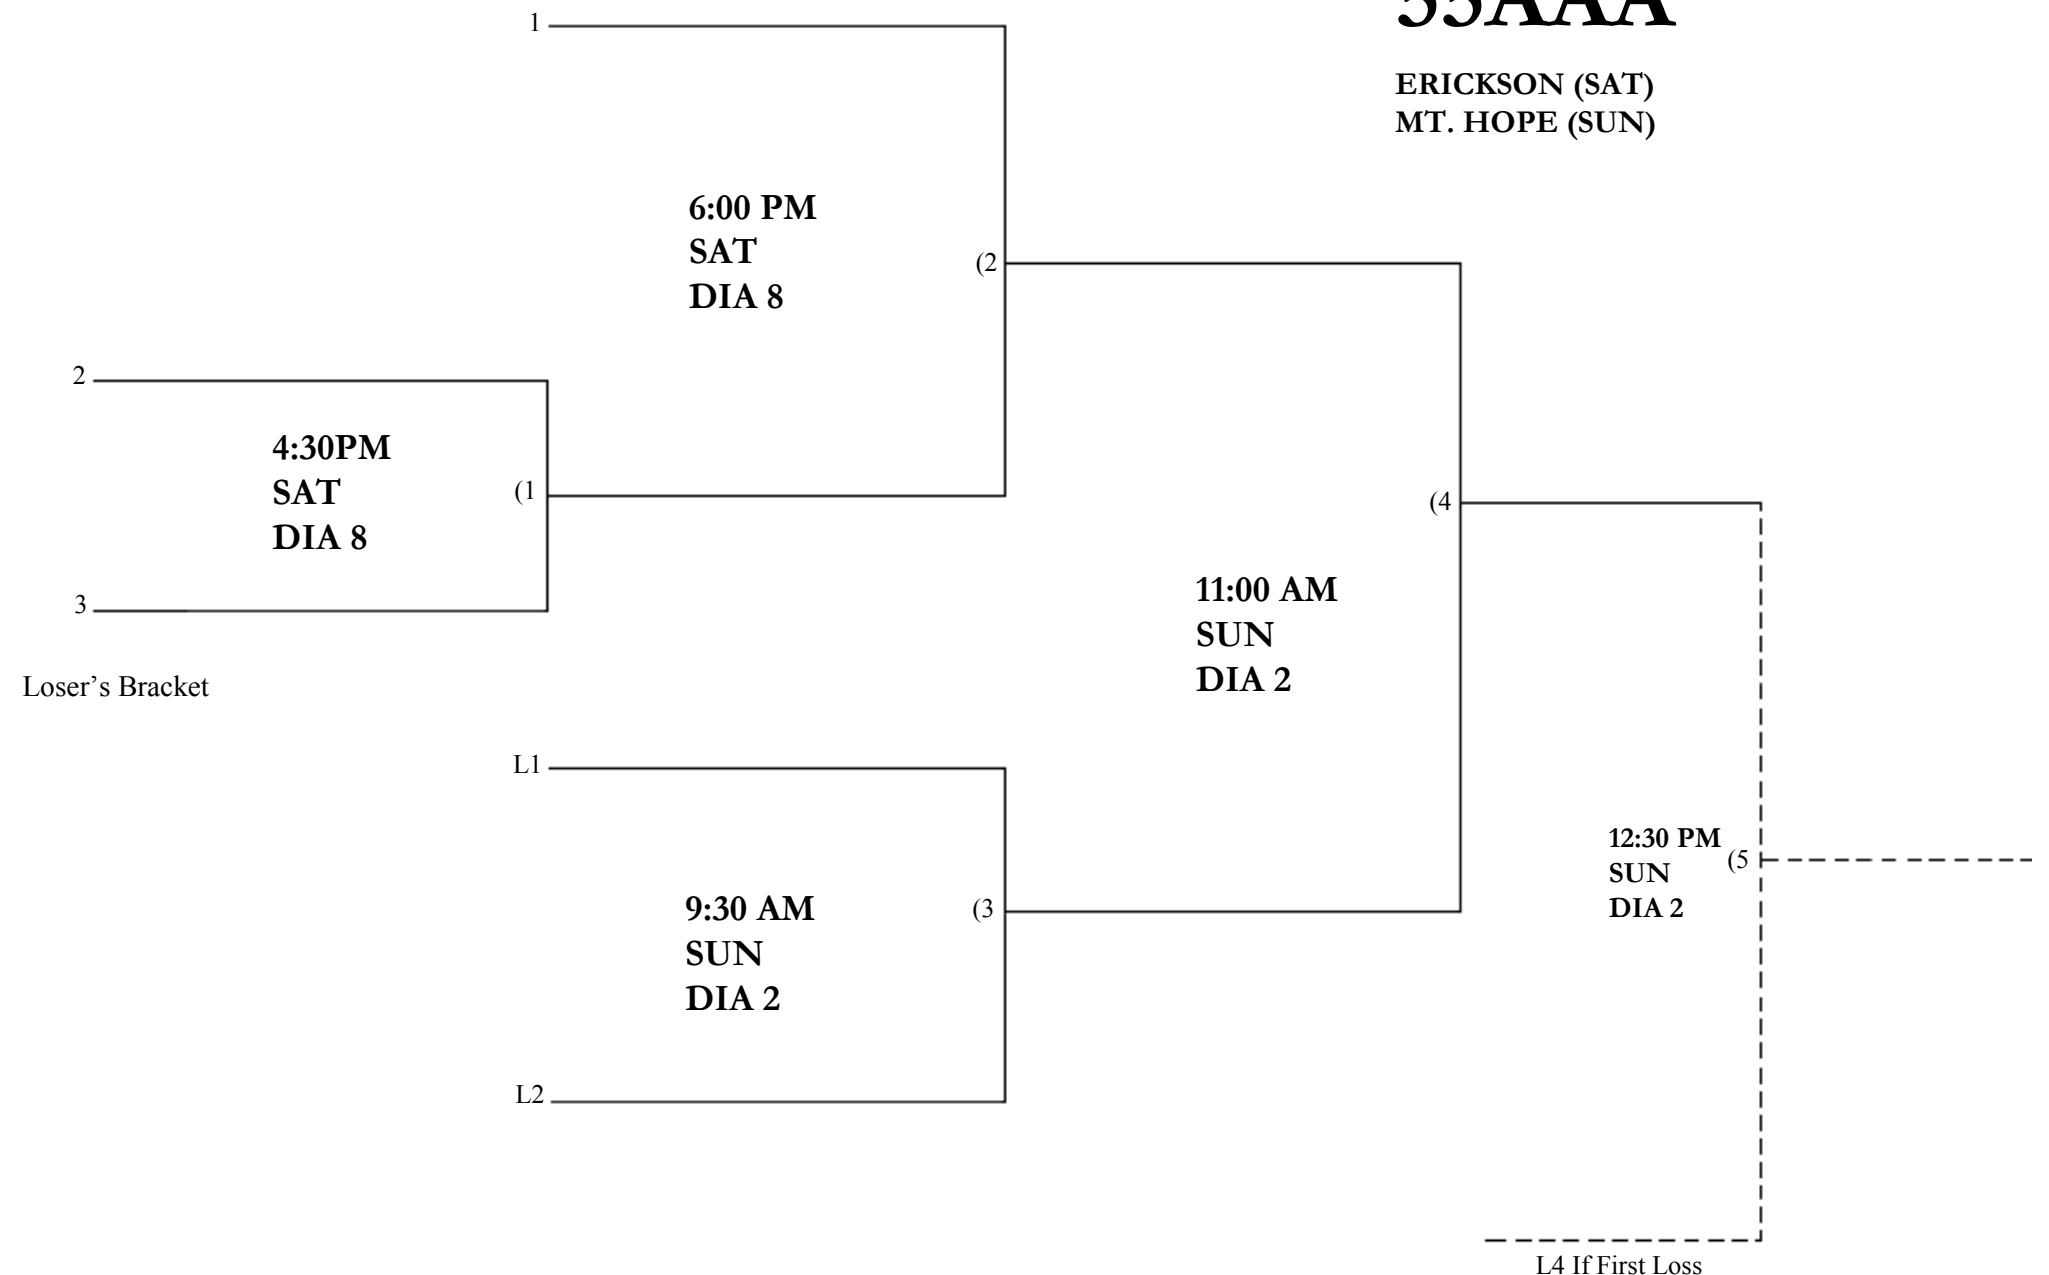 1
55AAA
ERICKSON (SAT)
MT. HOPE (SUN)
6:00 PM
SAT
DIA 8
(2
2
4:30PM
SAT
DIA 8
(1
3
(4
11:00 AM
SUN
DIA 2
Loser’s Bracket
L1
9:30 AM
SUN
DIA 2
(3
L2
12:30 PM
SUN
DIA 2
(5
L4 If First Loss